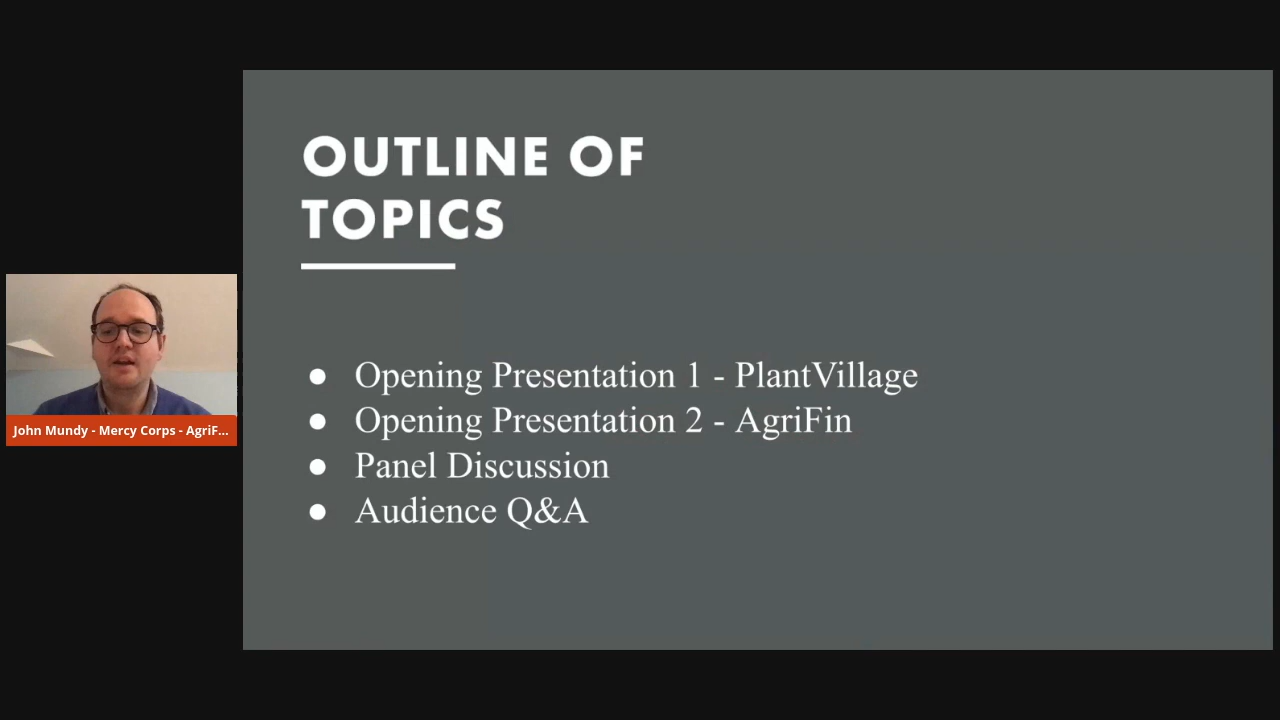 OUTLINE OF
TOPICS
● Opening Presentation 1 - PlantVillage
● Opening Presentation 2 - AgriFin
● Panel Discussion
● Audience Q&A
John Mundy - Mercy Corps - AgriF...